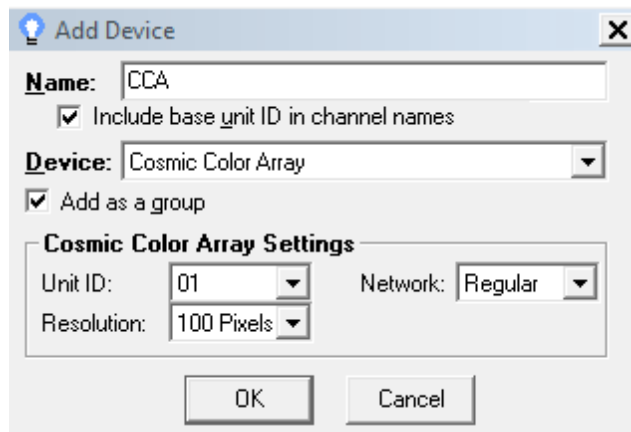 Add Device
Name: CCA
Include base unit ID in channel names
Device: Cosmic Color Array
Add as a group
Cosmic Color Array Settings
Unit ID: 01 Network: Regular
Resolution: 100 Pixels
OK Cancel